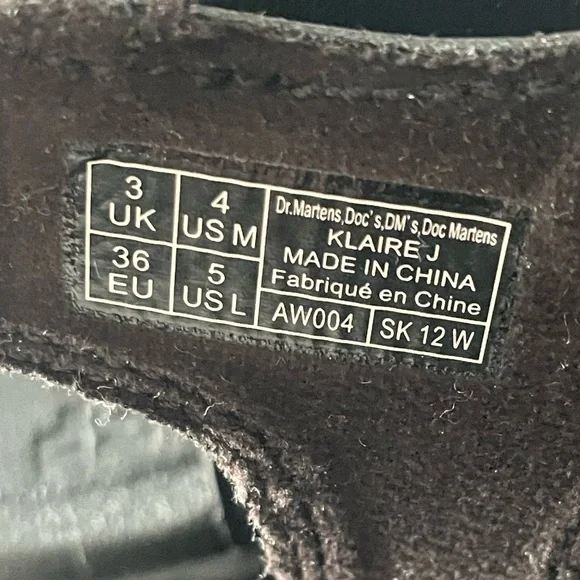 3
UK
4
US M
36
EU
5
US L
Dr.Martens,Doc's,DM's,Doc Martens
KLAIRE J
MADE IN CHINA
Fabriqué en Chine
AW004
SK 12 W